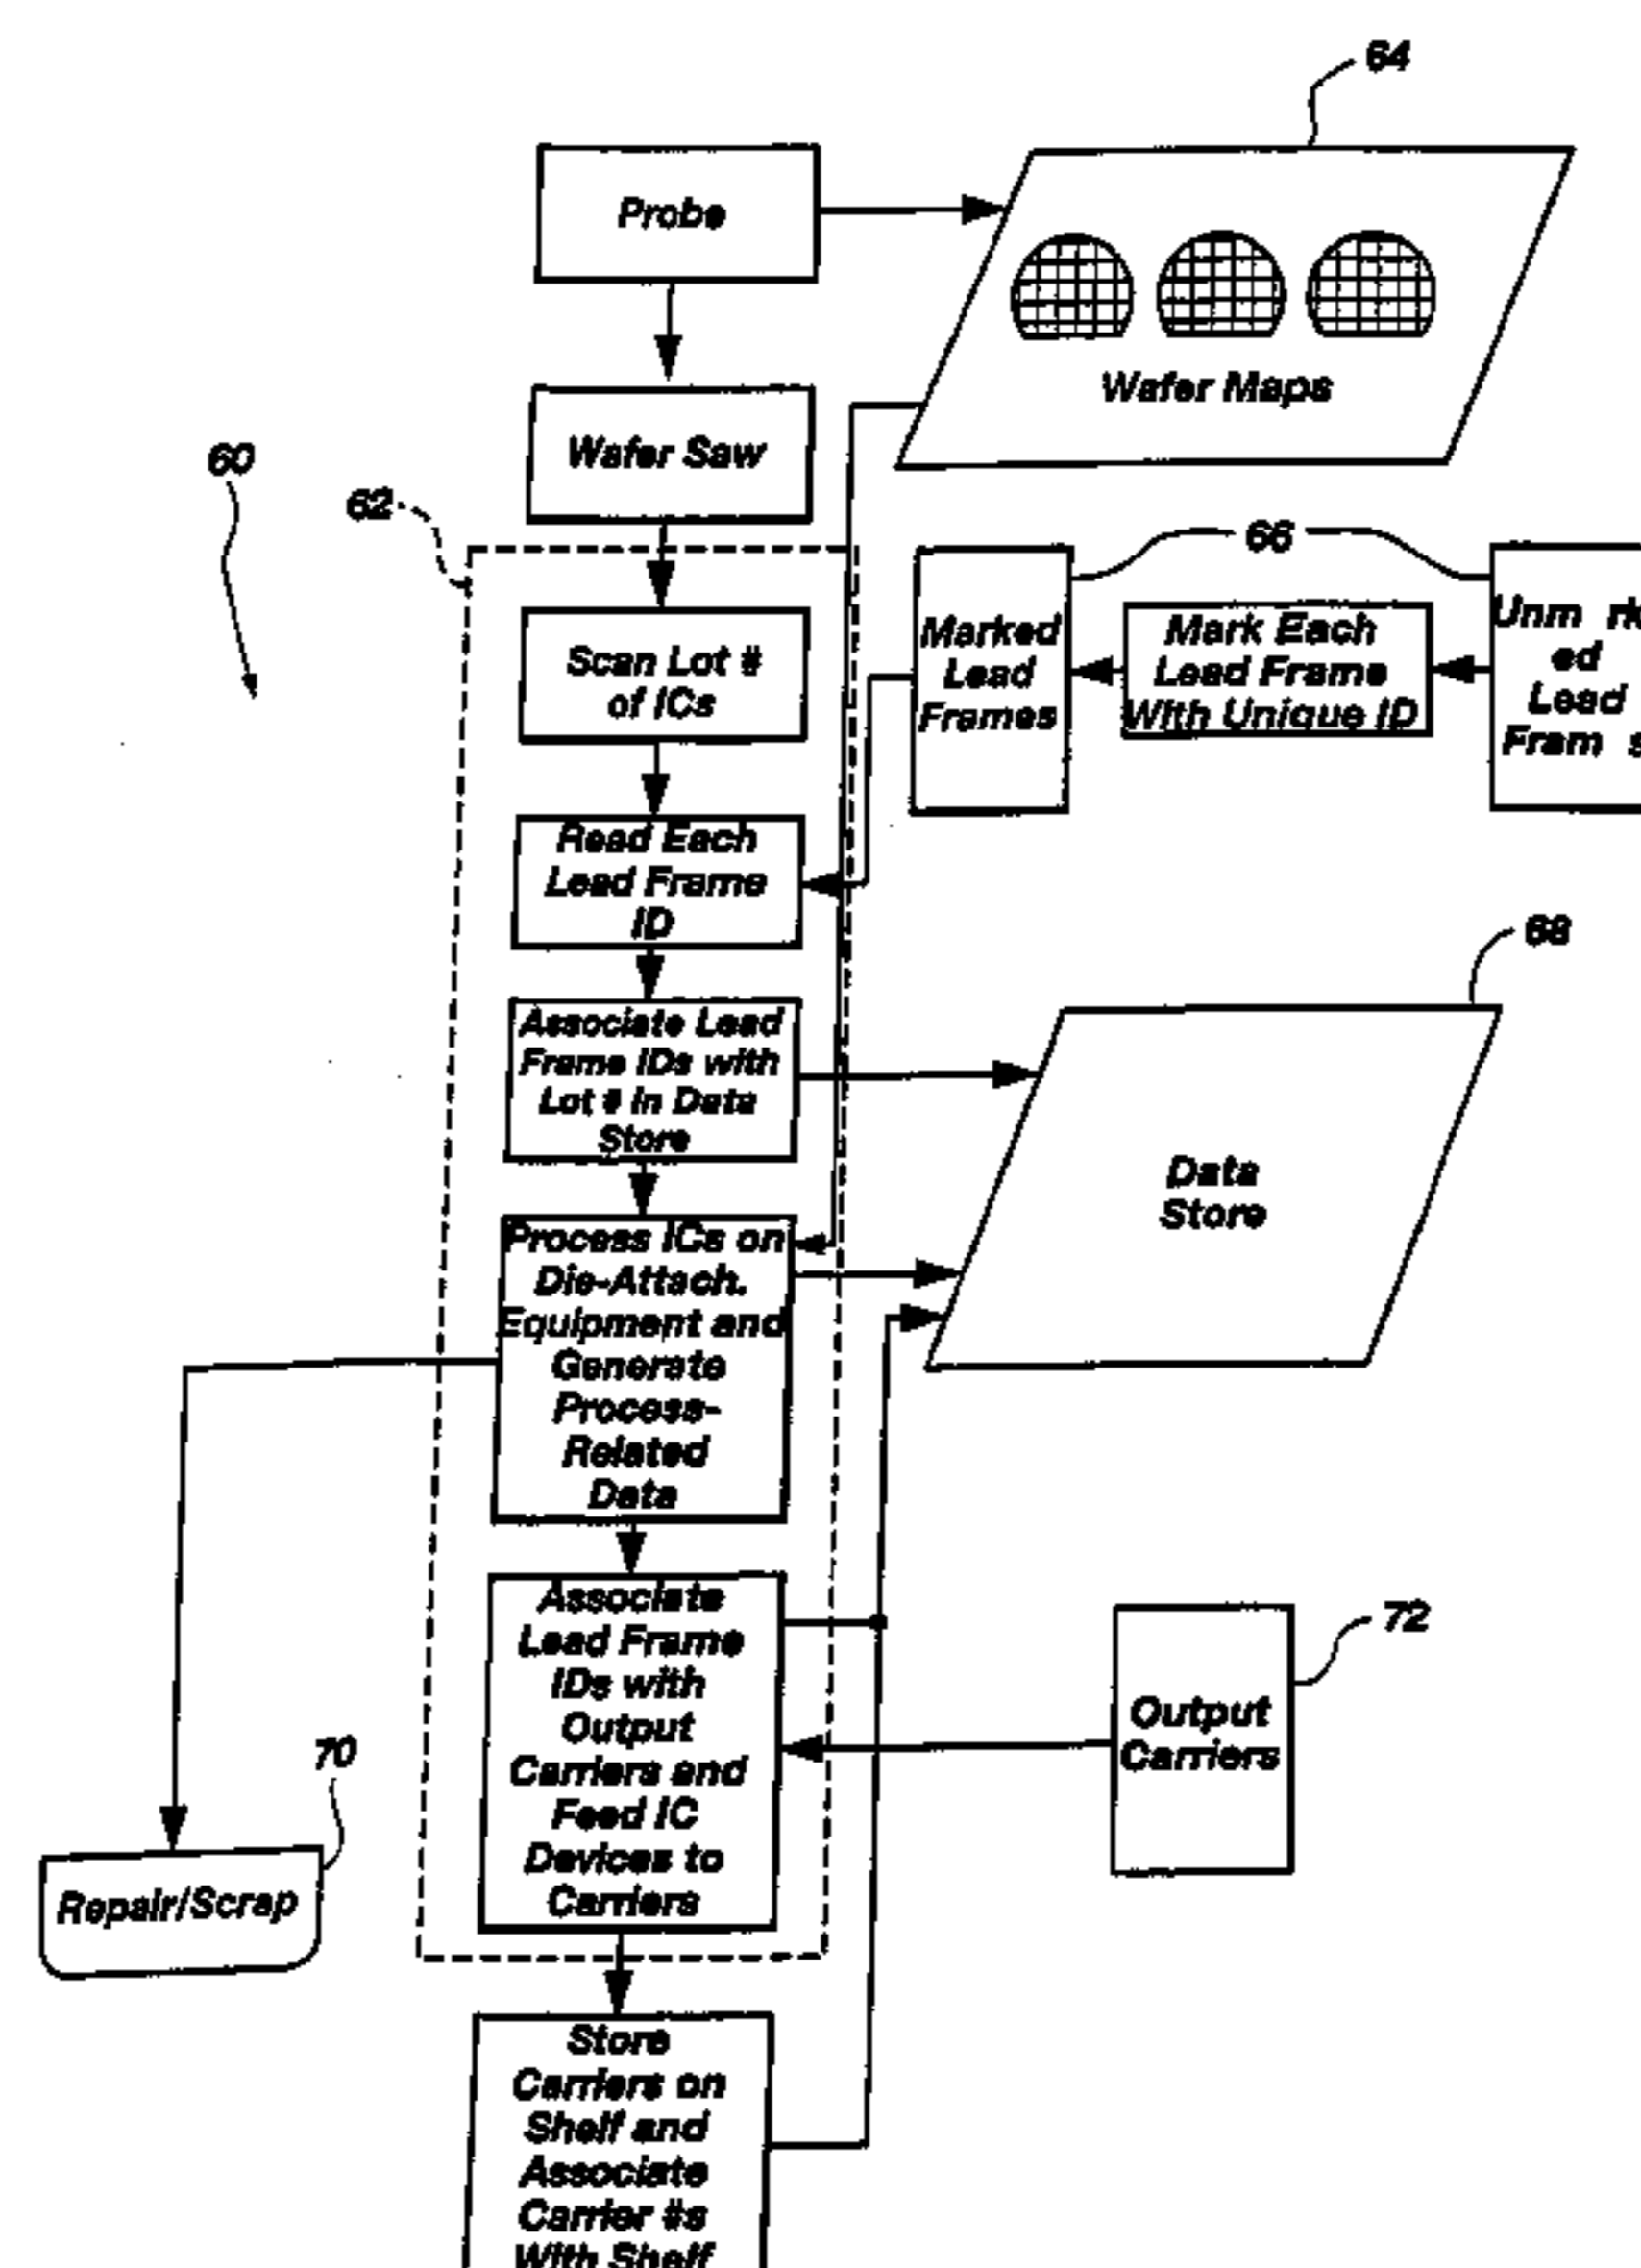 64
Probe
Wafer Maps
Wafer Saw
60
62
66
Scan Lot #
of ICs
Marked
Lead
Frames
Mark Each
Lead Frame
With Unique ID
ed
Lead
Read Each
Lead Frame
ID
68
Associate Lead
Frame IDs with
Lot # in Data
Store
Data
Store
Process ICs on
Die-Attach.
Equipment and
Generate
Process-
Related
Data
Associate
Lead Frame
IDs with
Output
Carriers and
Feed IC
Devices to
Carriers
72
Output
Carriers
70
Repair/Scrap
Store
Carriers on
Shelf and
Associate
Carrier #s
With Shelf